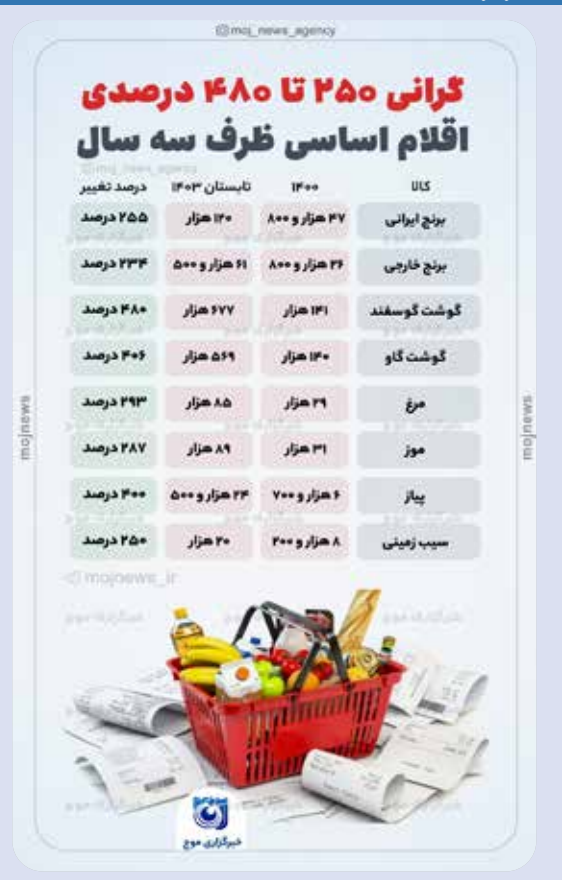 @moj_news_agency
گرانی ۲۵۰ تا ۴۸۰ درصدی
اقلام اساسی ظرف سه سال
@moj_news_agency
کالا ۱۴۰۰ تابستان ۱۴۰۳ درصد تغییر
برنج ایرانی ۴۷ هزار و ۸۰۰ ۱۲۰ هزار ۲۵۵ درصد
برنج خارجی ۲۶ هزار و ۸۰۰ ۶۱ هزار و ۵۰۰ ۲۳۴ درصد
گوشت گوسفند ۱۴۱ هزار ۶۷۷ هزار ۴۸۰ درصد
گوشت گاو ۱۴۰ هزار ۵۶۹ هزار ۴۰۶ درصد
مرغ ۲۹ هزار ۸۵ هزار ۲۹۳ درصد
موز ۳۱ هزار ۸۹ هزار ۲۸۷ درصد
پیاز ۶ هزار و ۷۰۰ ۲۴ هزار و ۵۰۰ ۴۰۰ درصد
سیب زمینی ۸ هزار و ۲۰۰ ۲۰ هزار ۲۵۰ درصد
mojnews
mojnews
mojnews_ir
خبرگزاری موج